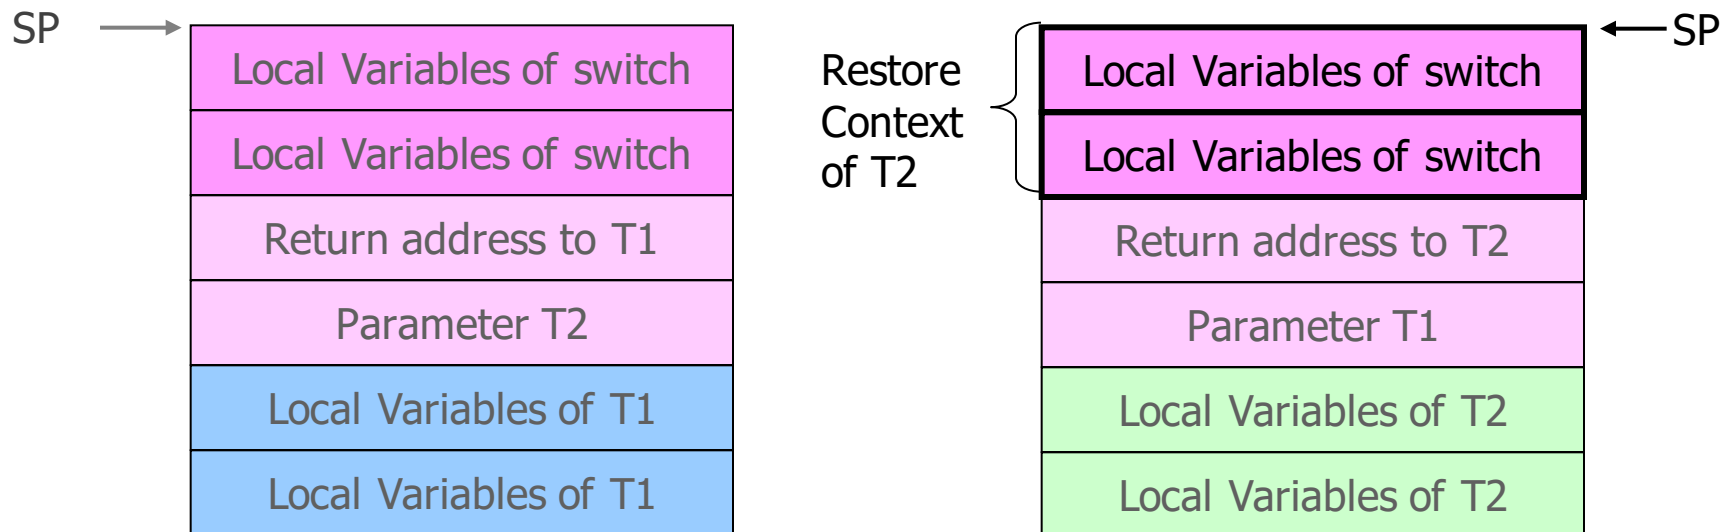 SP
Local Variables of switch
Local Variables of switch
Return address to T1
Parameter T2
Local Variables of T1
Local Variables of T1
Restore
Context
of T2
SP
Local Variables of switch
Local Variables of switch
Return address to T2
Parameter T1
Local Variables of T2
Local Variables of T2